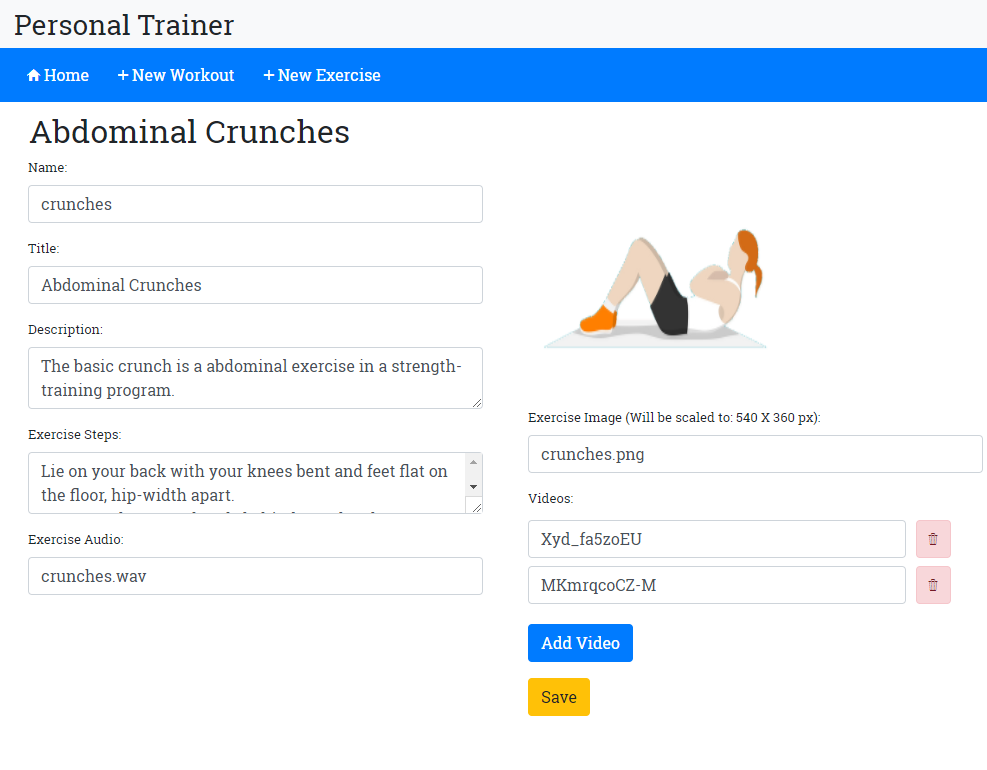 Personal Trainer
Home
New Workout
New Exercise
Abdominal Crunches
Name:
crunches
Title:
Abdominal Crunches
Description:
The basic crunch is a abdominal exercise in a strength-
training program.
Exercise Steps:
Lie on your back with your knees bent and feet flat on
the floor, hip-width apart.
Exercise Audio:
crunches.wav
Exercise Image (Will be scaled to: 540 X 360 px):
crunches.png
Videos:
Xyd_fa5zoEU
MKmrqcoCZ-M
Add Video
Save